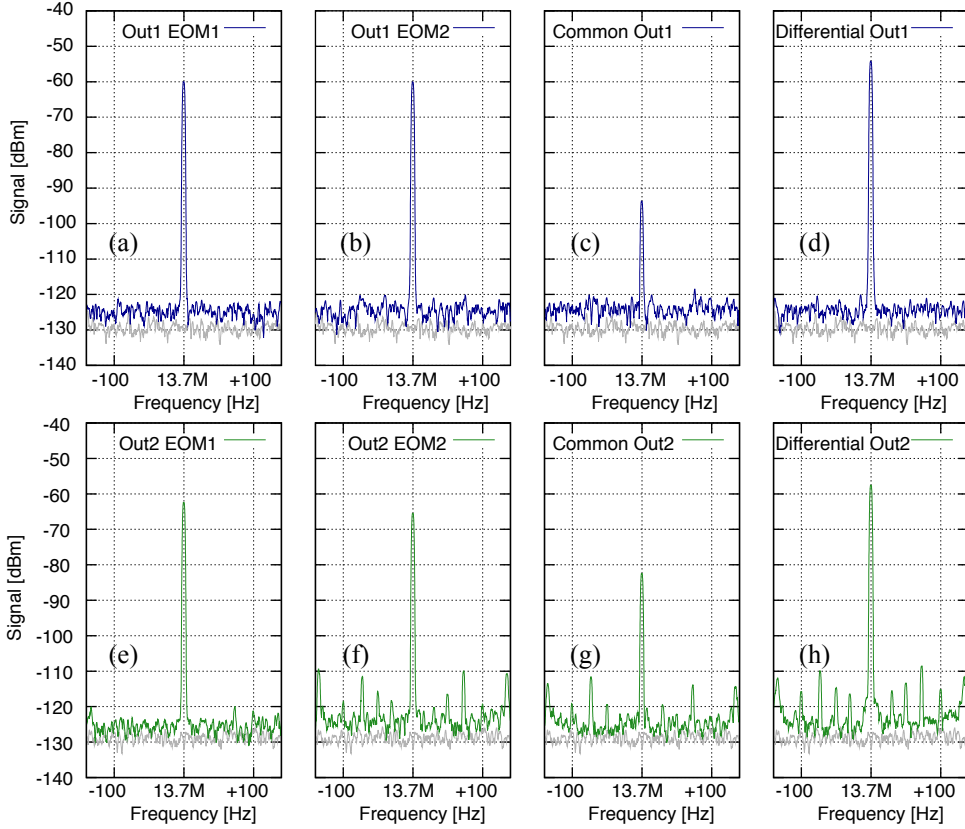 Out1 EOM1
Out1 EOM2
Common Out1
Differential Out1
-40
-50
-60
-70
-80
-90
-100
-110
-120
-130
-140
Signal [dBm]
(a)
(b)
(c)
(d)
-100 13.7M +100
-100 13.7M +100
-100 13.7M +100
-100 13.7M +100
Frequency [Hz]
Frequency [Hz]
Frequency [Hz]
Frequency [Hz]
Out2 EOM1
Out2 EOM2
Common Out2
Differential Out2
-40
-50
-60
-70
-80
-90
-100
-110
-120
-130
-140
Signal [dBm]
(e)
(f)
(g)
(h)
-100 13.7M +100
-100 13.7M +100
-100 13.7M +100
-100 13.7M +100
Frequency [Hz]
Frequency [Hz]
Frequency [Hz]
Frequency [Hz]